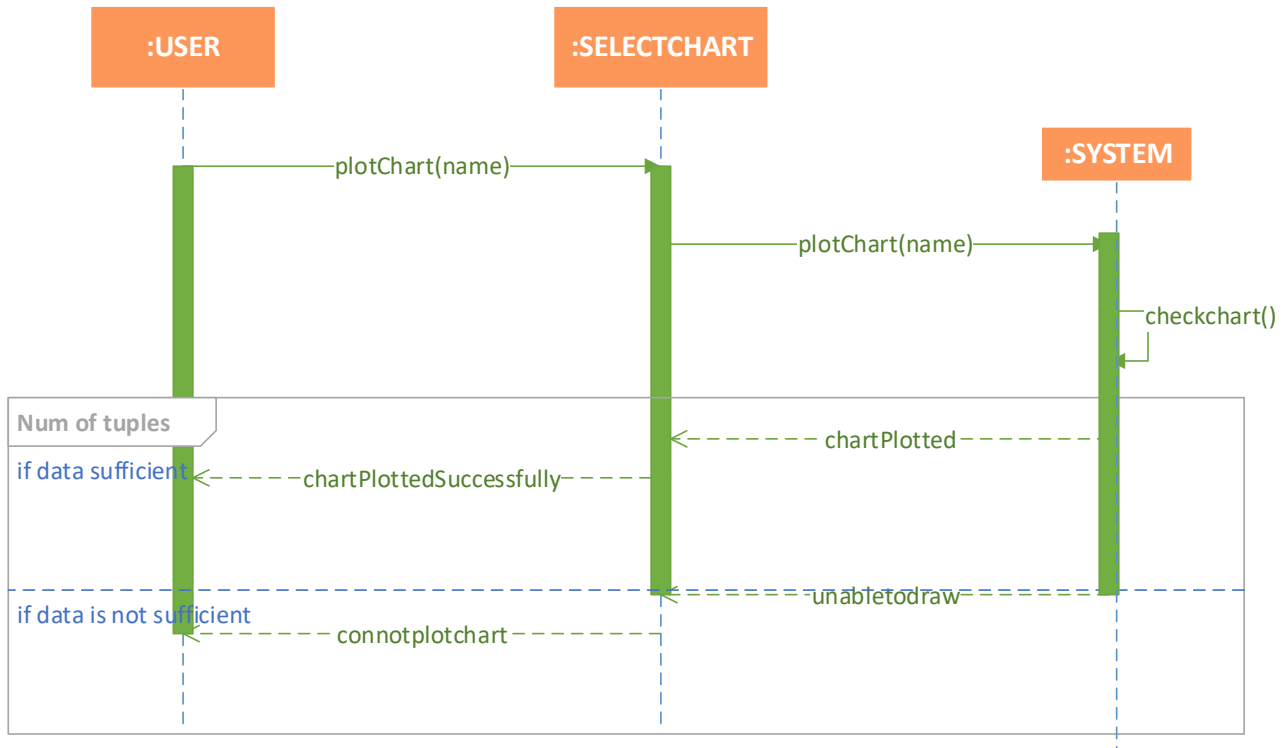 :USER
:SELECTCHART
:SYSTEM
plotChart(name)
plotChart(name)
checkchart()
Num of tuples
chartPlotted
if data sufficient
chartPlottedSuccessfully
unabletodraw
if data is not sufficient
connotplotchart